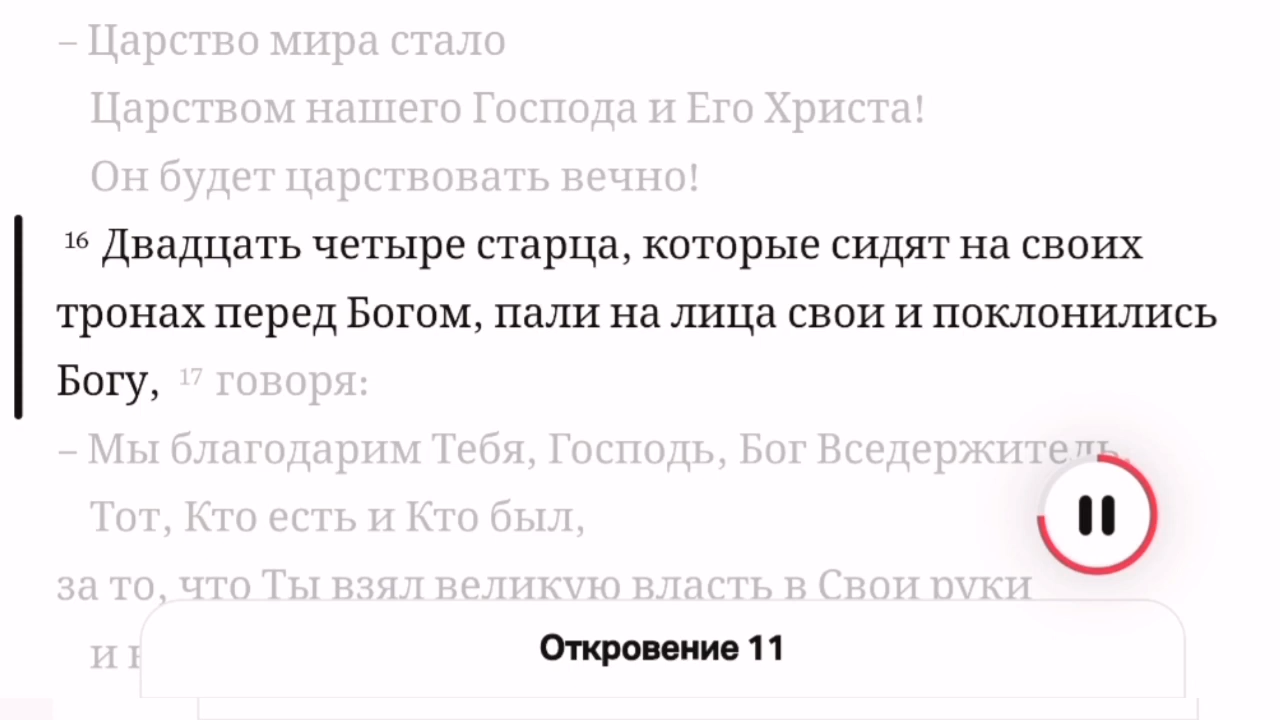 – Царство мира стало
Царством нашего Господа и Его Христа!
Он будет царствовать вечно!
16 Двадцать четыре старца, которые сидят на своих
тронах перед Богом, пали на лица свои и поклонились
Богу, 17 говоря:
– Мы благодарим Тебя, Господь, Бог Вседержитель,
Тот, Кто есть и Кто был,
за то, что Ты взял великую власть в Свои руки
и
Откровение 11